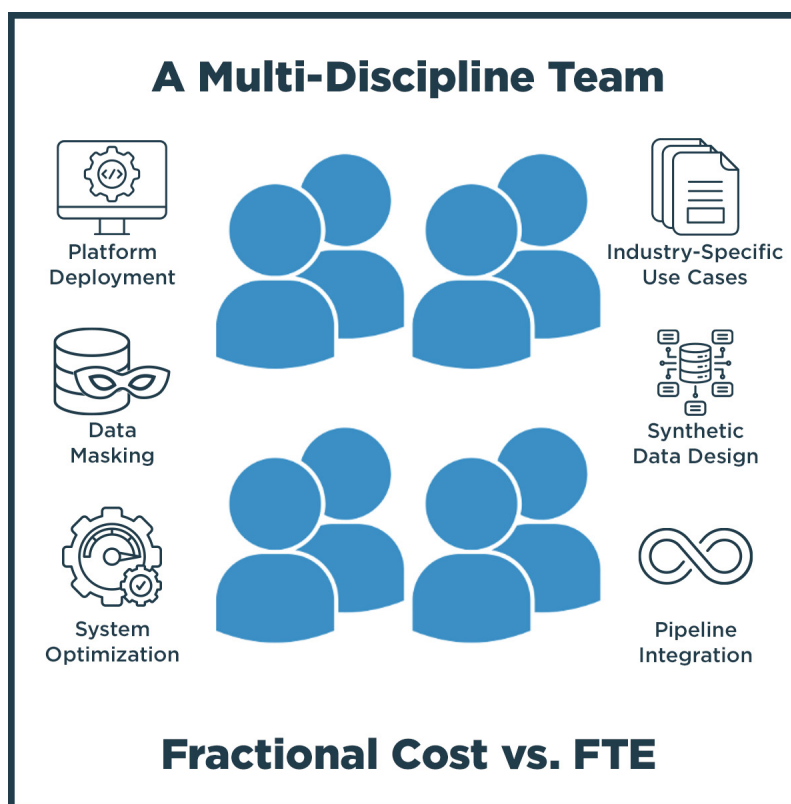 A Multi-Discipline Team
</>
Platform
Deployment
Industry-Specific
Use Cases
Data
Masking
Synthetic
Data Design
System
Optimization
Pipeline
Integration
Fractional Cost vs. FTE